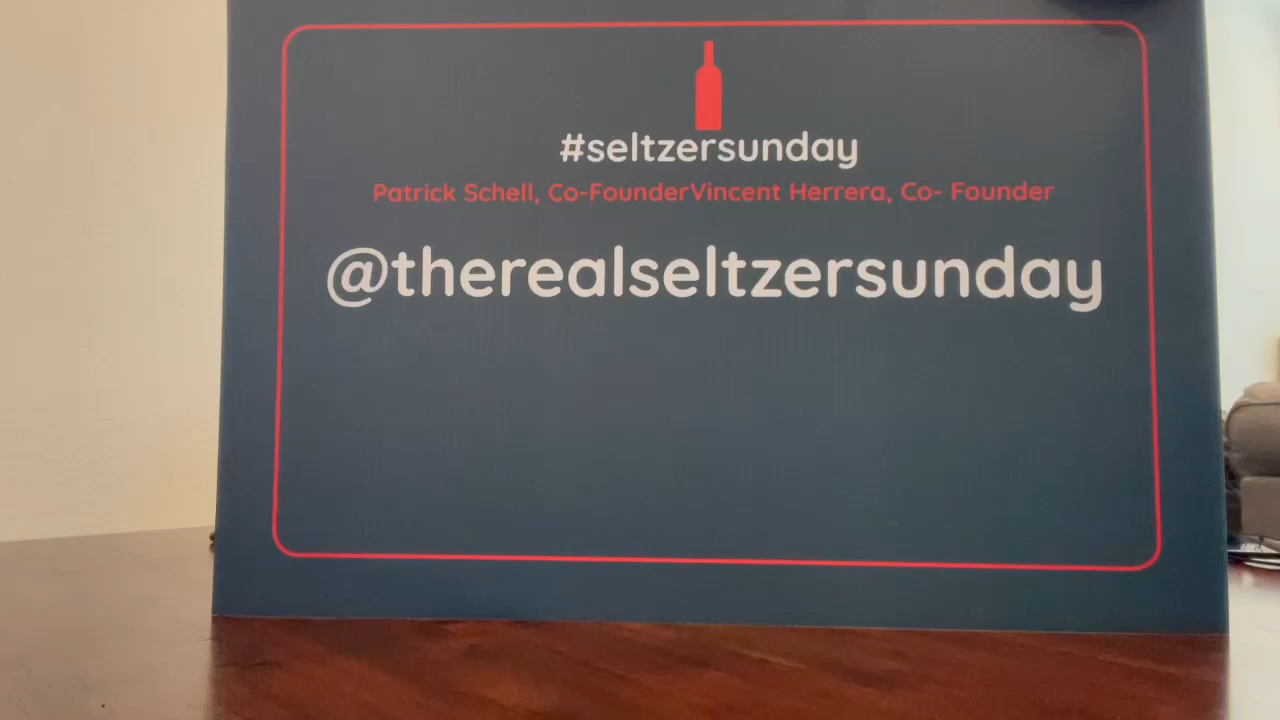 #seltzersunday
Patrick Schell, Co-FounderVincent Herrera, Co- Founder
@therealseltzersunday